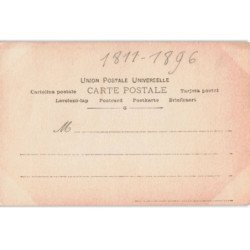 1811-1896
UNION POSTALE UNIVERSELLE
Cartolina postale CARTE POSTALE Tarjeta postal
Levelező-lap Postcard Postkarte Briefkaart
G
M